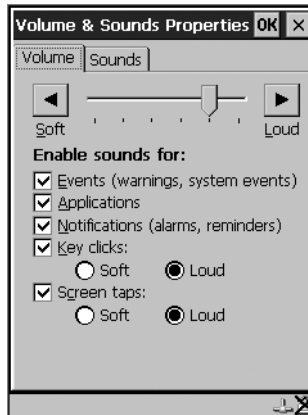 Volume & Sounds Properties OK ×
Volume Sounds
Soft Loud
Enable sounds for:
Events (warnings, system events)
Applications
Notifications (alarms, reminders)
Key clicks:
Soft Loud
Screen taps:
Soft Loud